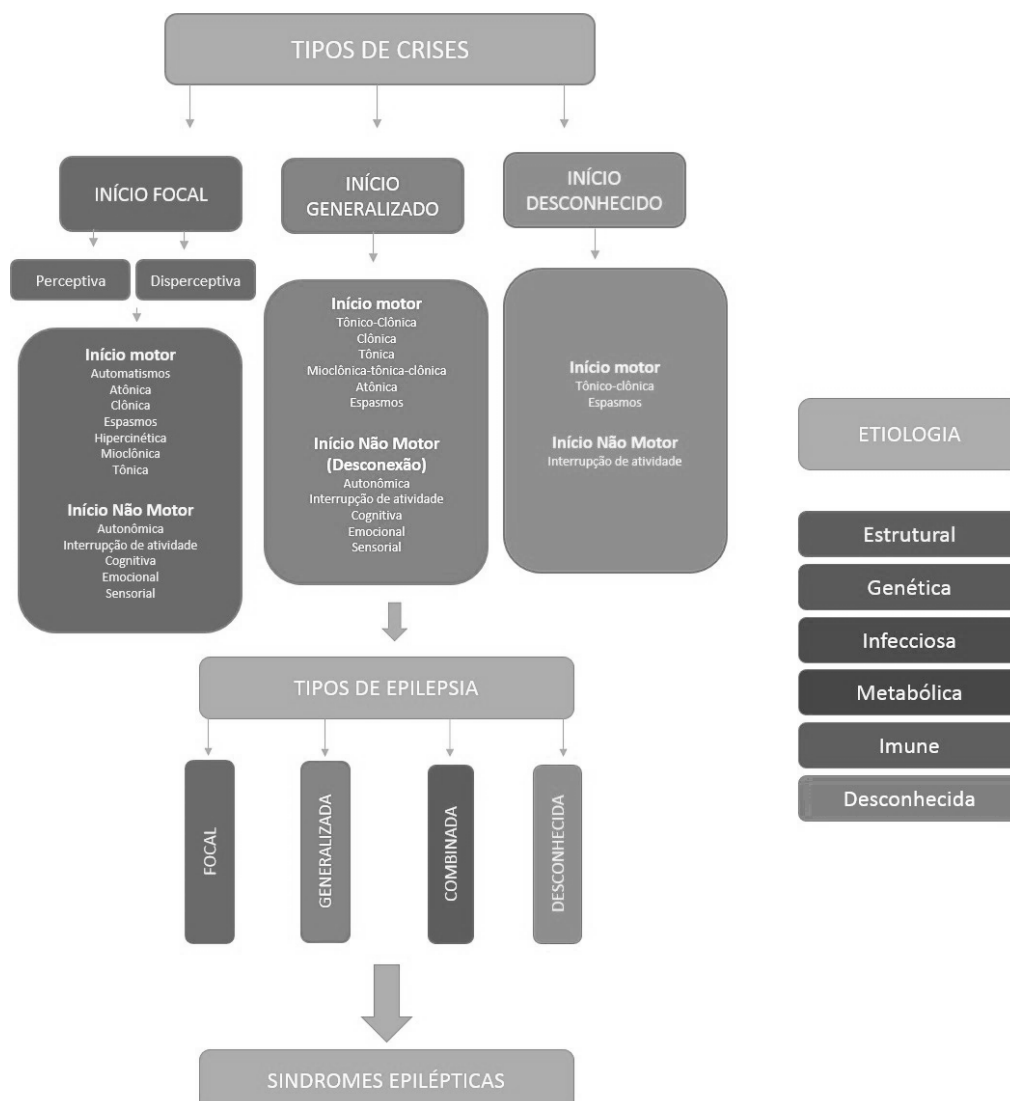 TIPOS DE CRISES
INÍCIO FOCAL
Perceptiva
Disperceptiva
Início motor
Automatismos
Atônica
Clônica
Espasmos
Hipercinética
Mioclônica
Tônica
Início Não Motor
Autonômica
Interrupção de atividade
Cognitiva
Emocional
Sensorial
INÍCIO
GENERALIZADO
Início motor
Tônico-Clônica
Clônica
Tônica
Mioclônica-tônica-clônica
Atônica
Espasmos
Início Não Motor
(Desconexão)
Autonômica
Interrupção de atividade
Cognitiva
Emocional
Sensorial
INÍCIO
DESCONHECIDO
Início motor
Tônico-clônica
Espasmos
Início Não Motor
Interrupção de atividade
TIPOS DE EPILEPSIA
FOCAL
GENERALIZADA
COMBINADA
DESCONHECIDA
SINDROMES EPILÉPTICAS
ETIOLOGIA
Estrutural
Genética
Infecciosa
Metabólica
Imune
Desconhecida